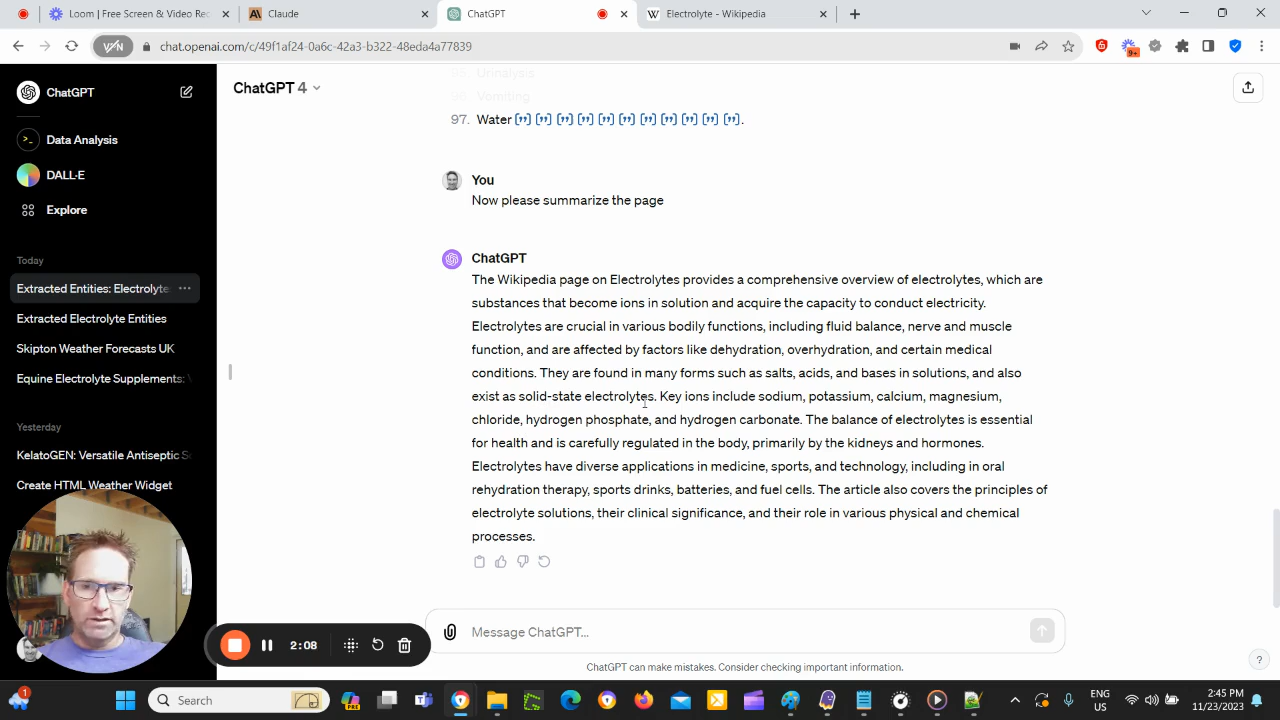 Loom | Free Screen & Video Rec
Claude
ChatGPT
Electrolyte - Wikipedia
chat.openai.com/c/49f1af24-0a6c-42a3-b322-48eda4a77839
9+
ChatGPT
Data Analysis
DALL-E
Explore
Today
Extracted Entities: Electrolyte
Extracted Electrolyte Entities
Skipton Weather Forecasts UK
Equine Electrolyte Supplements:
Yesterday
KelatoGEN: Versatile Antiseptic S
Create HTML Weather Widget
ChatGPT 4
95. Urinalysis
96. Vomiting
97. Water
You
Now please summarize the page
ChatGPT
The Wikipedia page on Electrolytes provides a comprehensive overview of electrolytes, which are
substances that become ions in solution and acquire the capacity to conduct electricity.
Electrolytes are crucial in various bodily functions, including fluid balance, nerve and muscle
function, and are affected by factors like dehydration, overhydration, and certain medical
conditions. They are found in many forms such as salts, acids, and bases in solutions, and also
exist as solid-state electrolytes. Key ions include sodium, potassium, calcium, magnesium,
chloride, hydrogen phosphate, and hydrogen carbonate. The balance of electrolytes is essential
for health and is carefully regulated in the body, primarily by the kidneys and hormones.
Electrolytes have diverse applications in medicine, sports, and technology, including in oral
rehydration therapy, sports drinks, batteries, and fuel cells. The article also covers the principles of
electrolyte solutions, their clinical significance, and their role in various physical and chemical
processes.
Message ChatGPT...
ChatGPT can make mistakes. Consider checking important information.
?
2:08
1
Search
ENG
US
2:45 PM
11/23/2023